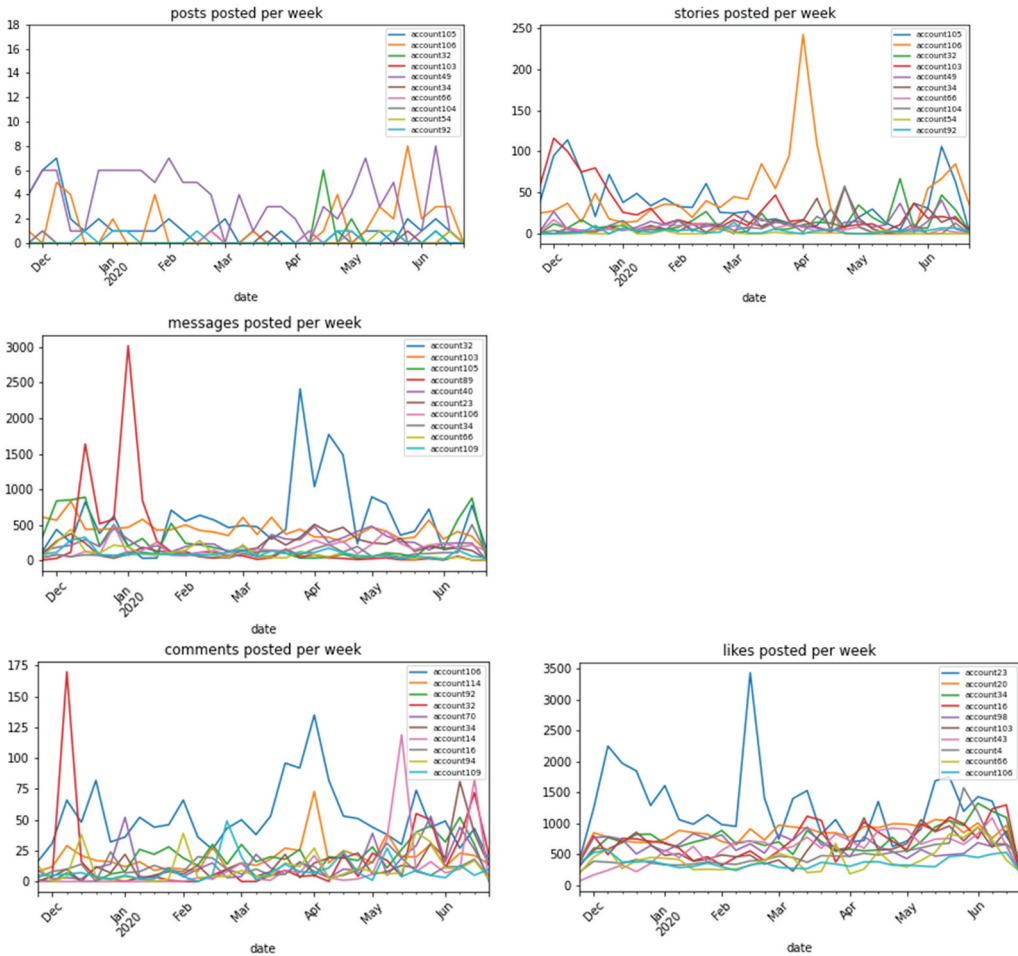 posts posted per week
18
16
14
12
10
8
6
4
2
0
account105
account106
account32
account103
account49
account34
account66
account104
account54
account92
Dec
Jan
2020
Feb
Mar
Apr
May
Jun
date
stories posted per week
250
200
150
100
50
0
account105
account106
account32
account103
account49
account34
account66
account104
account54
account92
Dec
Jan
2020
Feb
Mar
Apr
May
Jun
date
messages posted per week
3000
2500
2000
1500
1000
500
0
account32
account103
account105
account89
account40
account23
account106
account34
account66
account109
Dec
Jan
2020
Feb
Mar
Apr
May
Jun
date
comments posted per week
175
150
125
100
75
50
25
0
account106
account114
account92
account32
account70
account34
account14
account16
account94
account109
Dec
Jan
2020
Feb
Mar
Apr
May
Jun
date
likes posted per week
3500
3000
2500
2000
1500
1000
500
0
account23
account20
account34
account16
account98
account103
account43
account4
account66
account106
Dec
Jan
2020
Feb
Mar
Apr
May
Jun
date